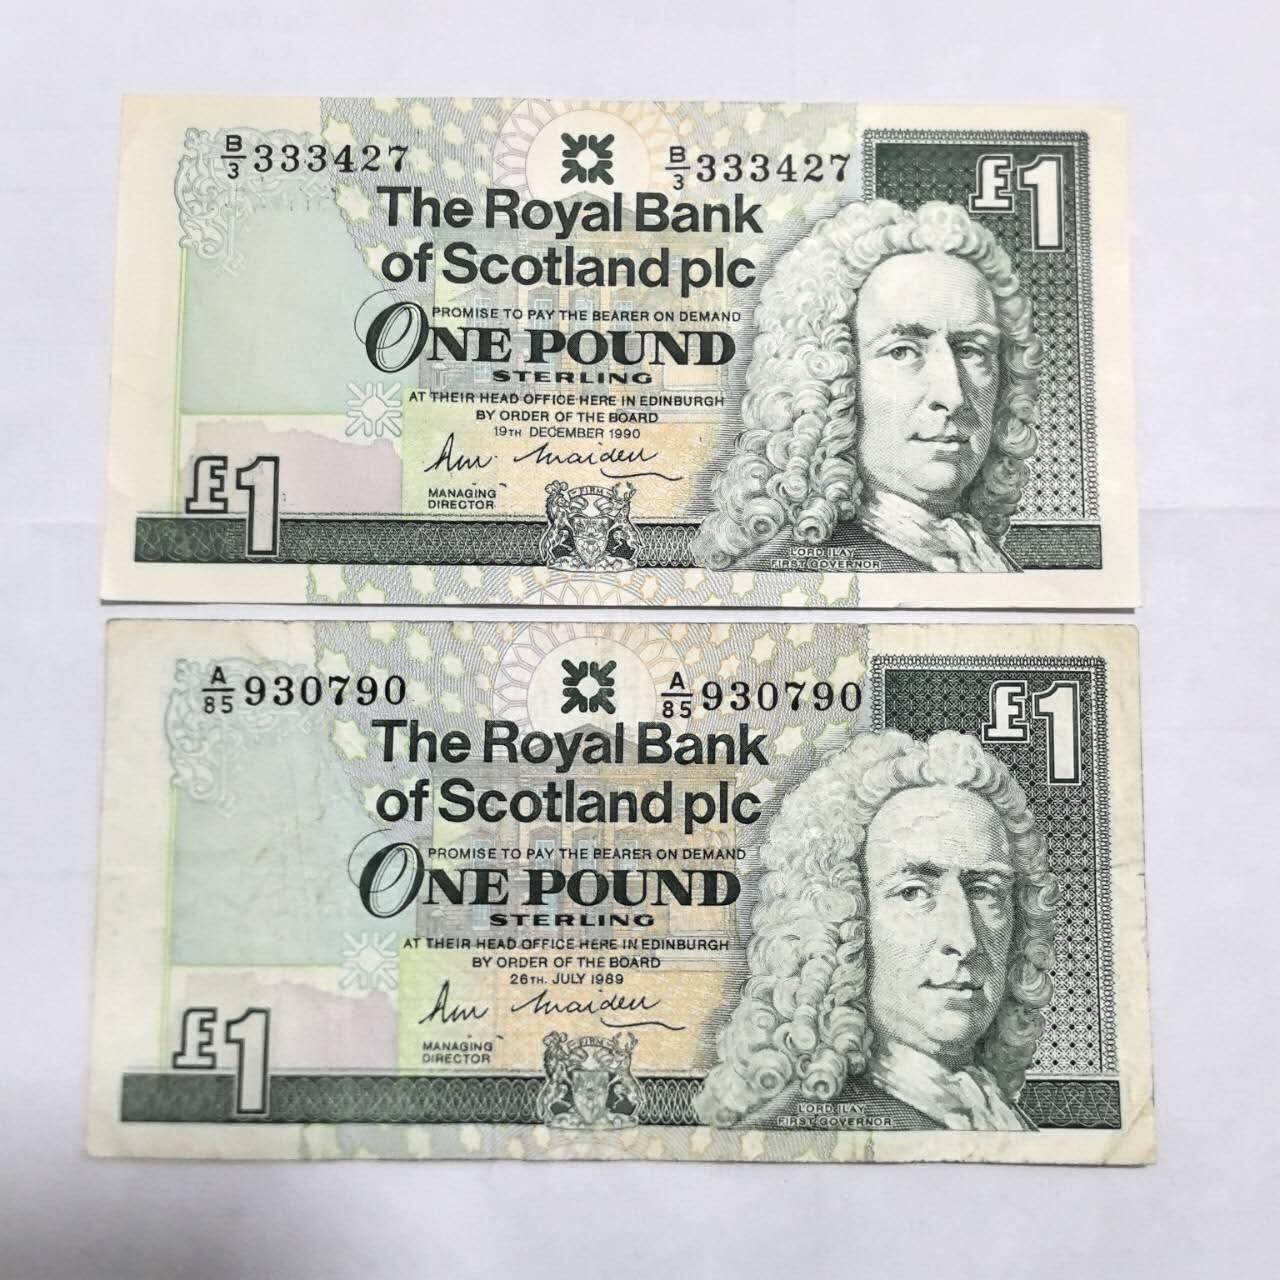 B/3 333427 B/3 333427
£1
The Royal Bank
of Scotland plc
PROMISE TO PAY THE BEARER ON DEMAND
ONE POUND
STERLING
AT THEIR HEAD OFFICE HERE IN EDINBURGH
BY ORDER OF THE BOARD
19TH DECEMBER 1990
MANAGING
DIRECTOR
£1
FIRM
LORD ILAY
FIRST GOVERNOR
A/85 930790 A/85 930790
£1
The Royal Bank
of Scotland plc
PROMISE TO PAY THE BEARER ON DEMAND
ONE POUND
STERLING
AT THEIR HEAD OFFICE HERE IN EDINBURGH
BY ORDER OF THE BOARD
26TH. JULY 1989
MANAGING
DIRECTOR
£1
FIRM
LORD ILAY
FIRST GOVERNOR